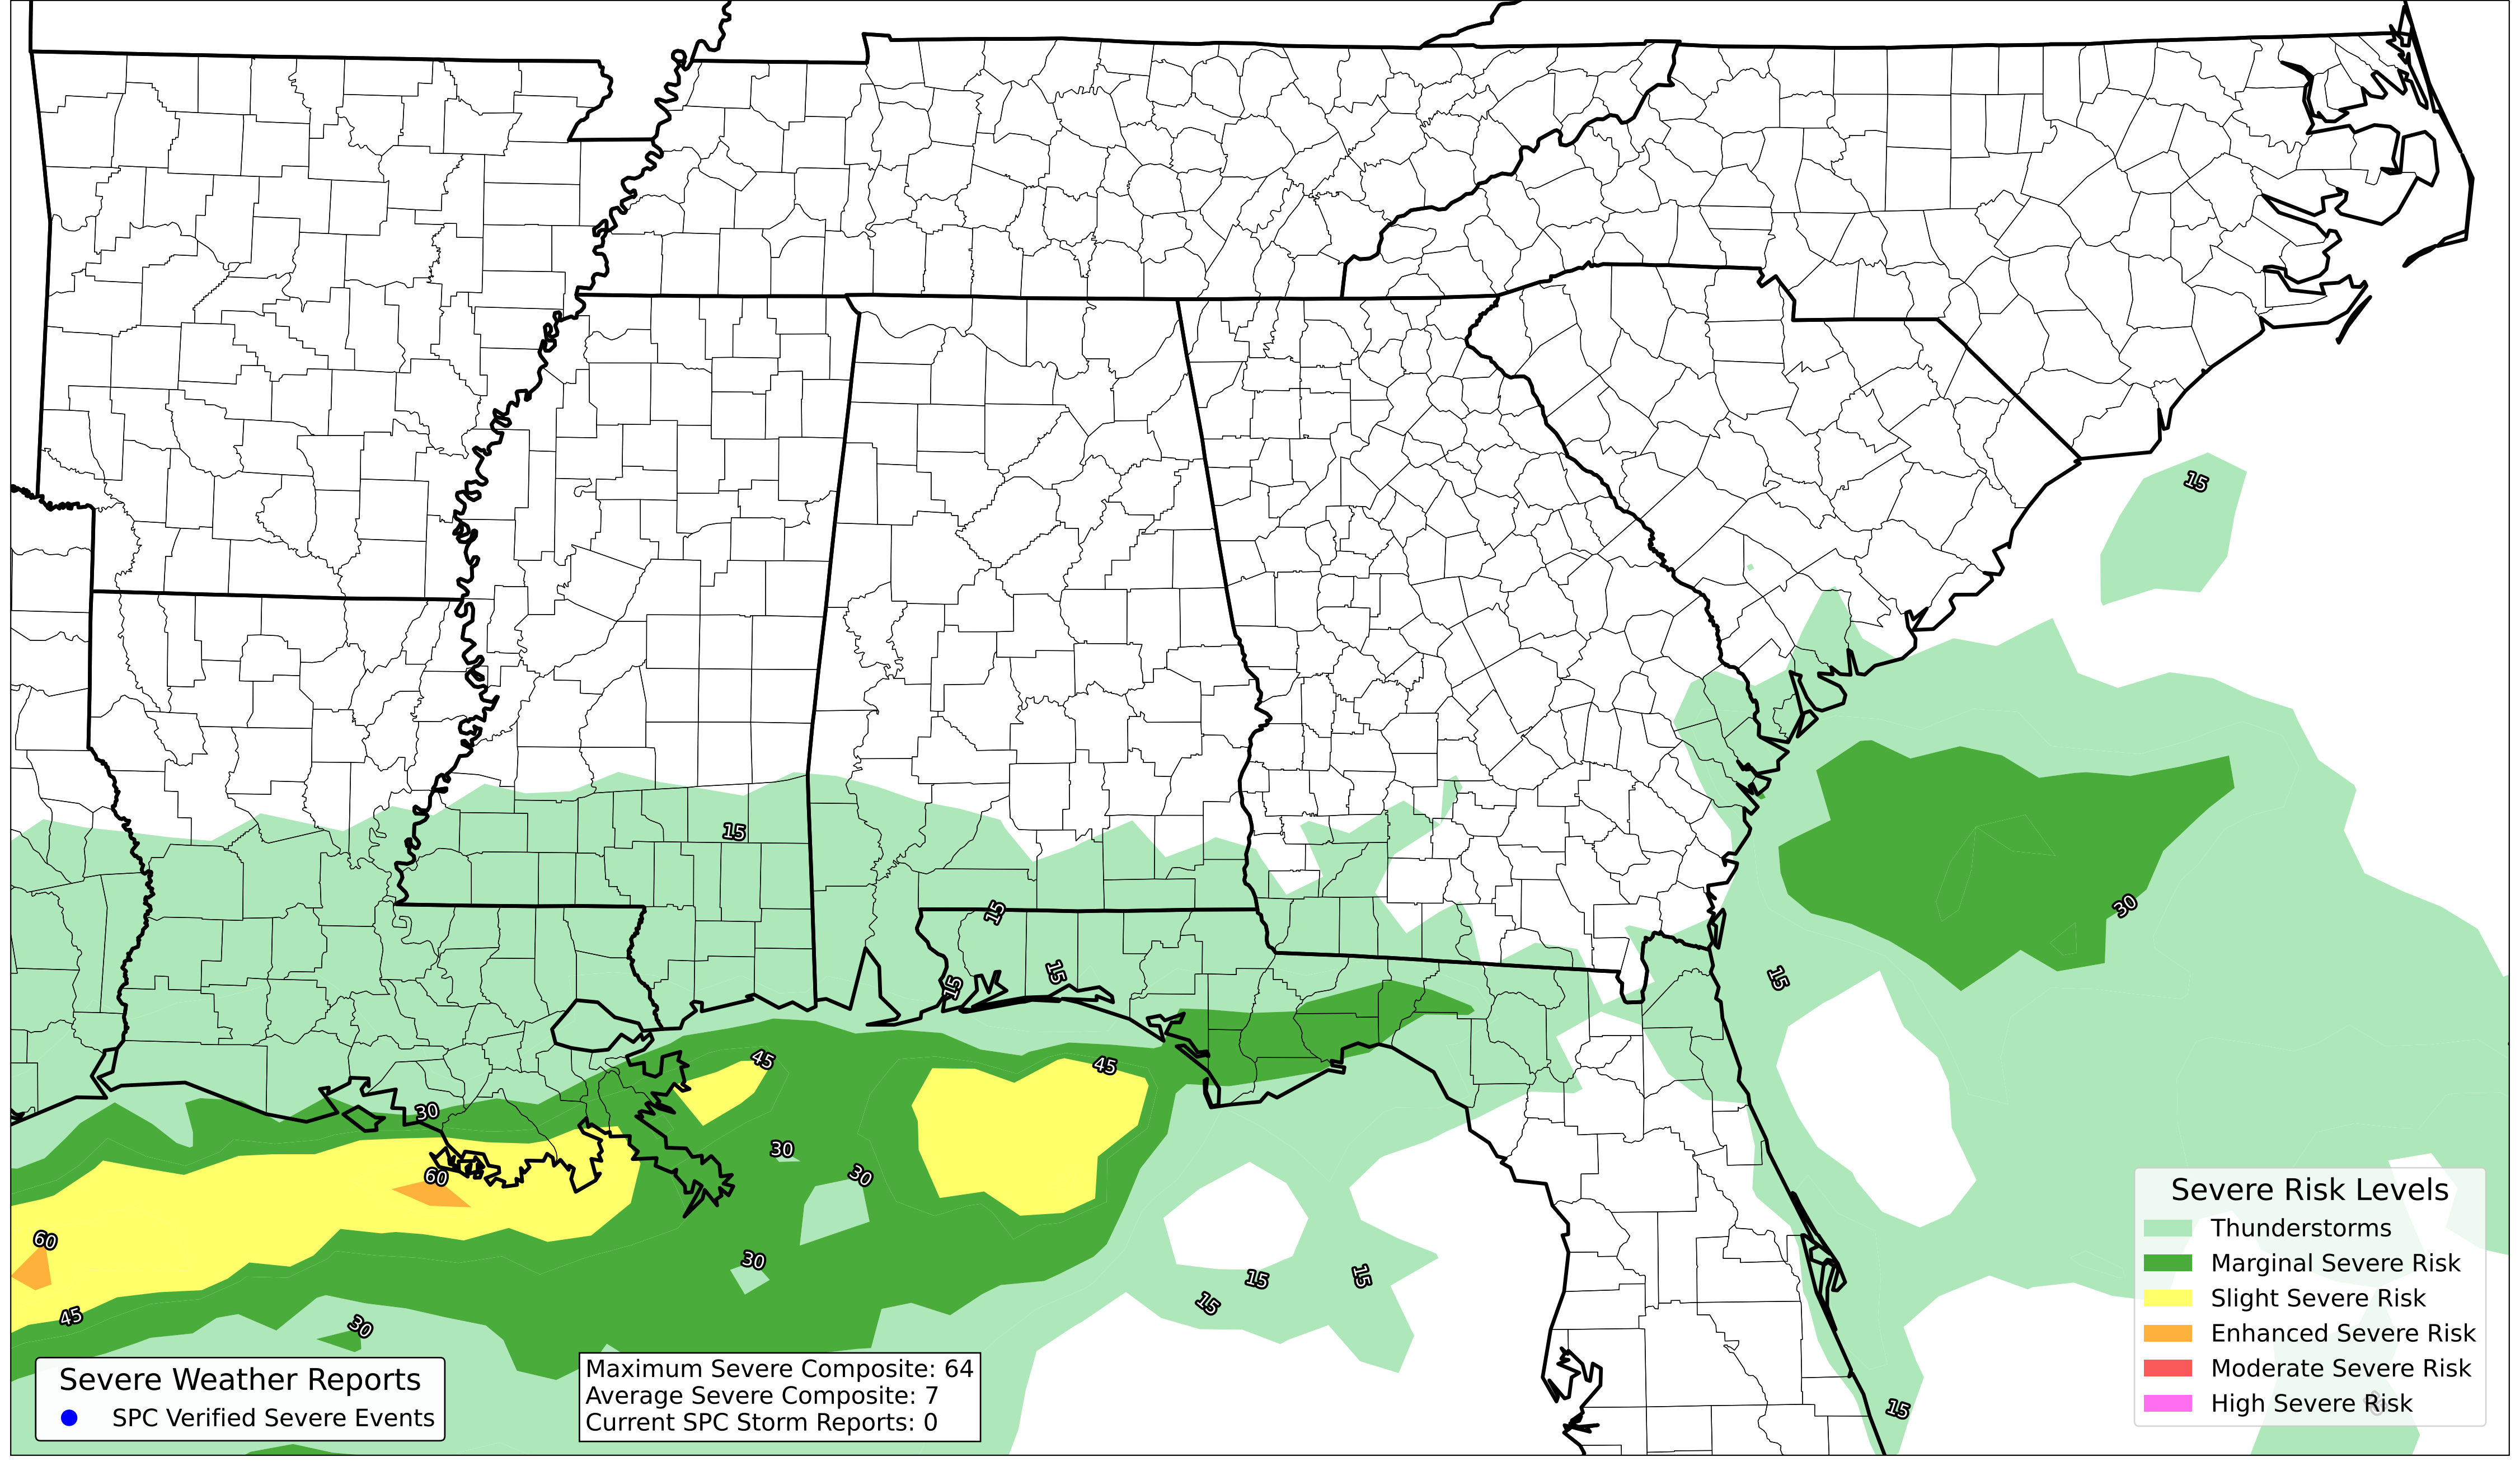 15
15
15
15
15
30
15
45
45
30
30
30
60
60
30
15
15
15
45
30
15
Severe Risk Levels
Thunderstorms
Marginal Severe Risk
Slight Severe Risk
Enhanced Severe Risk
Moderate Severe Risk
High Severe Risk
Severe Weather Reports
SPC Verified Severe Events
Maximum Severe Composite: 64
Average Severe Composite: 7
Current SPC Storm Reports: 0